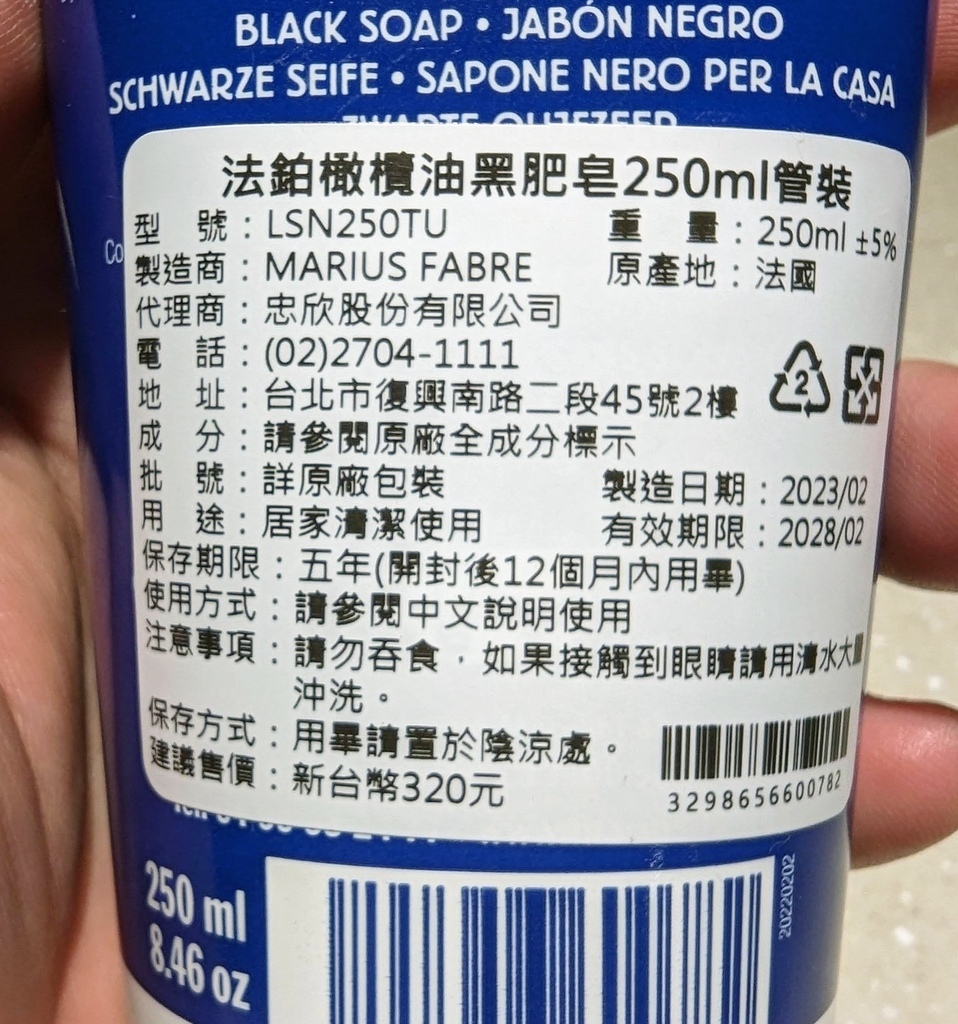 BLACK SOAP • JABÓN NEGRO
SCHWARZE SEIFE • SAPONE NERO PER LA CASA
ZWARTE OLIJFZEEP
Co
法鉑橄欖油黑肥皂250ml管裝
型 號：LSN250TU 重 量：250ml ±5%
製造商：MARIUS FABRE 原產地：法國
代理商：忠欣股份有限公司
電 話：(02)2704-1111
地 址：台北市復興南路二段45號2樓
2
成 分：請參閱原廠全成分標示
批 號：詳原廠包裝 製造日期：2023/02
用 途：居家清潔使用 有效期限：2028/02
保存期限：五年(開封後12個月內用畢)
使用方式：請參閱中文說明使用
注意事項：請勿吞食，如果接觸到眼睛請用清水大量
沖洗。
保存方式：用畢請置於陰涼處。
建議售價：新台幣320元
3298656600782
250 ml
8.46 oz
20220202